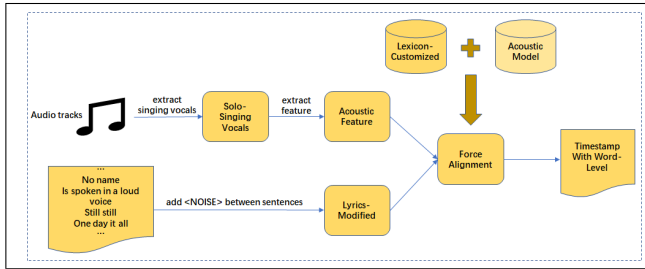 Lexicon-
Customized
Acoustic
Model
Audio tracks
extract
singing vocals
Solo-
Singing
Vocals
extract
feature
Acoustic
Feature
Force
Alignment
Timestamp
With Word-
Level
...
No name
Is spoken in a loud
voice
Still still
One day it all
...
add <NOISE> between sentences
Lyrics-
Modified